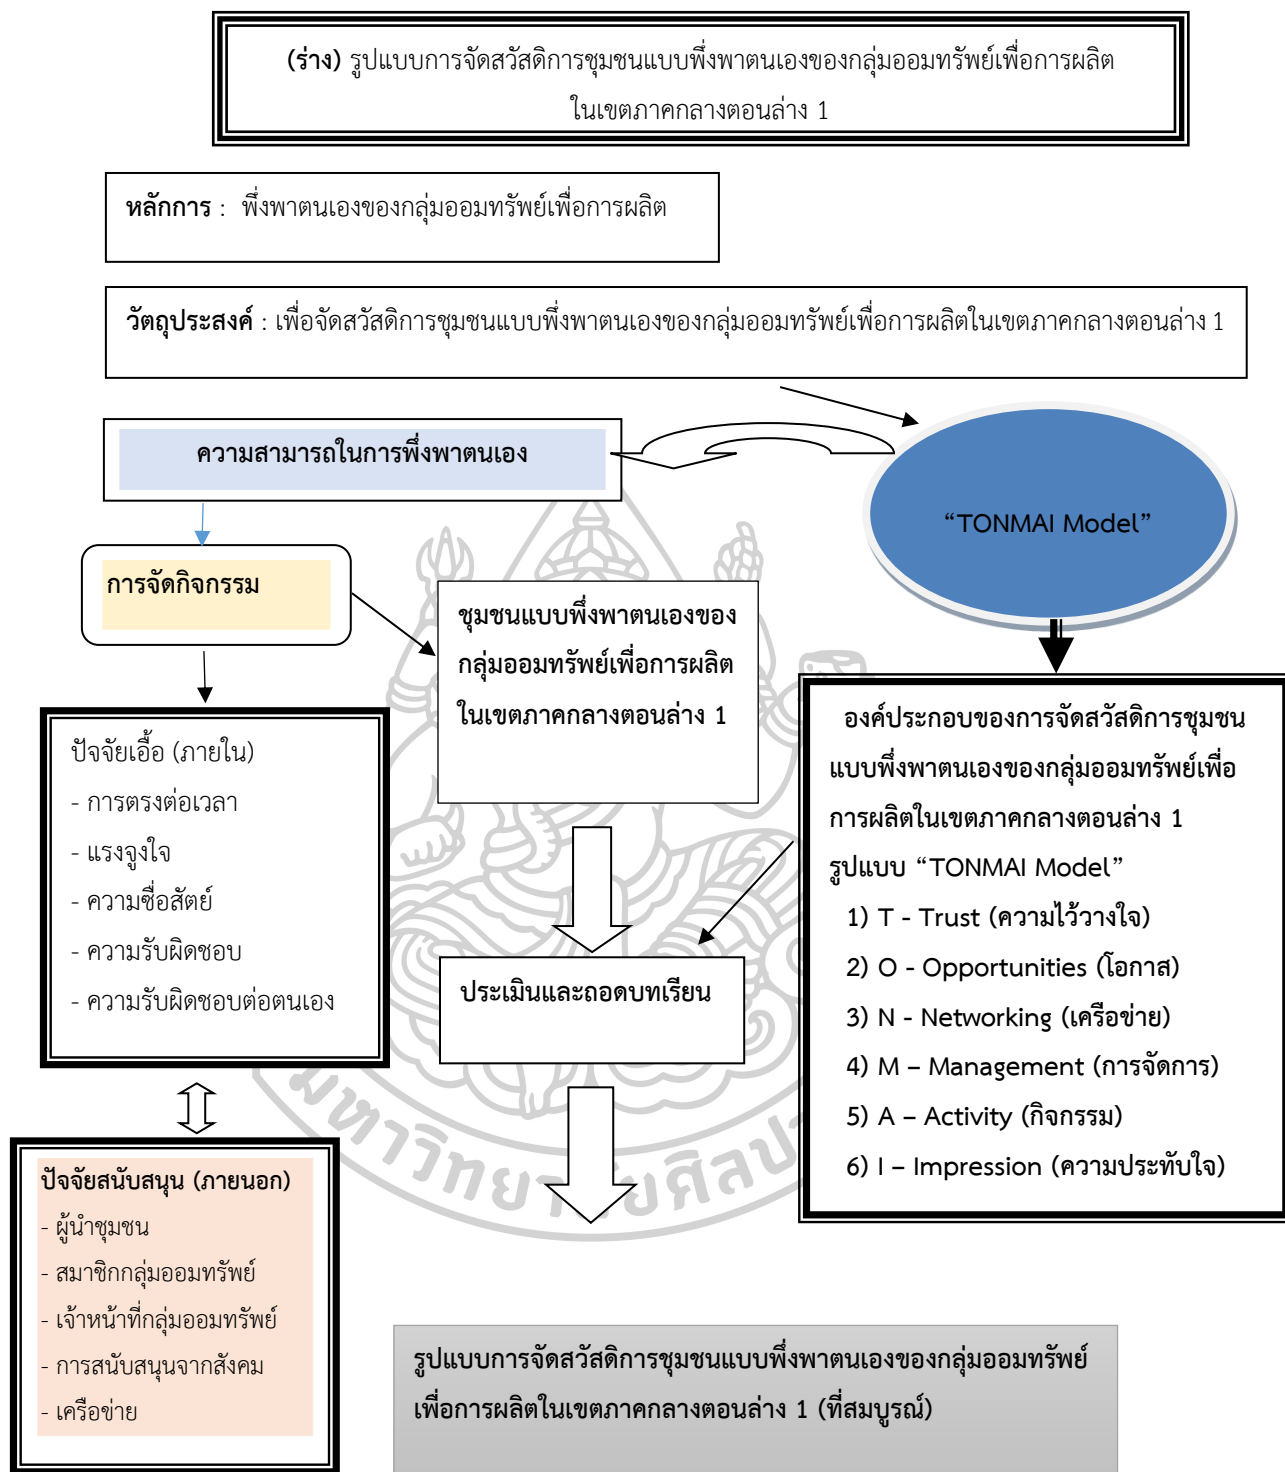 (ร่าง) รูปแบบการจัดสวัสดิการชุมชนแบบพึ่งพาตนเองของกลุ่มออมทรัพย์เพื่อการผลิต
ในเขตภาคกลางตอนล่าง 1
หลักการ : พึ่งพาตนเองของกลุ่มออมทรัพย์เพื่อการผลิต
วัตถุประสงค์ : เพื่อจัดสวัสดิการชุมชนแบบพึ่งพาตนเองของกลุ่มออมทรัพย์เพื่อการผลิตในเขตภาคกลางตอนล่าง 1
ความสามารถในการพึ่งพาตนเอง
“TONMAI Model”
การจัดกิจกรรม
ชุมชนแบบพึ่งพาตนเองของ
กลุ่มออมทรัพย์เพื่อการผลิต
ในเขตภาคกลางตอนล่าง 1
ปัจจัยเอื้อ (ภายใน)
- การตรงต่อเวลา
- แรงจูงใจ
- ความซื่อสัตย์
- ความรับผิดชอบ
- ความรับผิดชอบต่อตนเอง
องค์ประกอบของการจัดสวัสดิการชุมชน
แบบพึ่งพาตนเองของกลุ่มออมทรัพย์เพื่อ
การผลิตในเขตภาคกลางตอนล่าง 1
รูปแบบ “TONMAI Model”
1) T - Trust (ความไว้วางใจ)
2) O - Opportunities (โอกาส)
3) N - Networking (เครือข่าย)
4) M – Management (การจัดการ)
5) A – Activity (กิจกรรม)
6) I – Impression (ความประทับใจ)
ประเมินและถอดบทเรียน
ปัจจัยสนับสนุน (ภายนอก)
- ผู้นำชุมชน
- สมาชิกกลุ่มออมทรัพย์
- เจ้าหน้าที่กลุ่มออมทรัพย์
- การสนับสนุนจากสังคม
- เครือข่าย
รูปแบบการจัดสวัสดิการชุมชนแบบพึ่งพาตนเองของกลุ่มออมทรัพย์
เพื่อการผลิตในเขตภาคกลางตอนล่าง 1 (ที่สมบูรณ์)